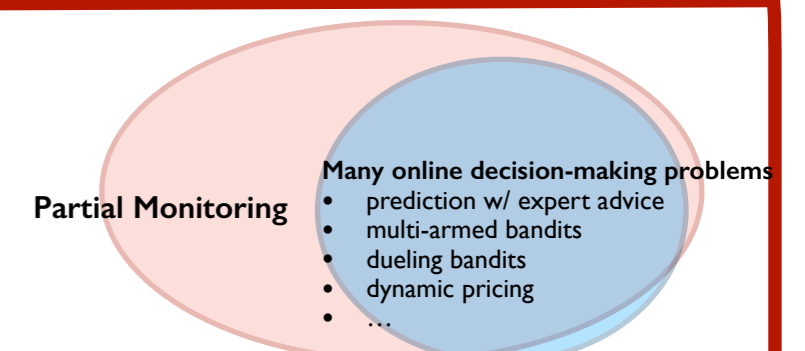 Many online decision-making problems
Partial Monitoring
• prediction w/ expert advice
• multi-armed bandits
• dueling bandits
• dynamic pricing
• …